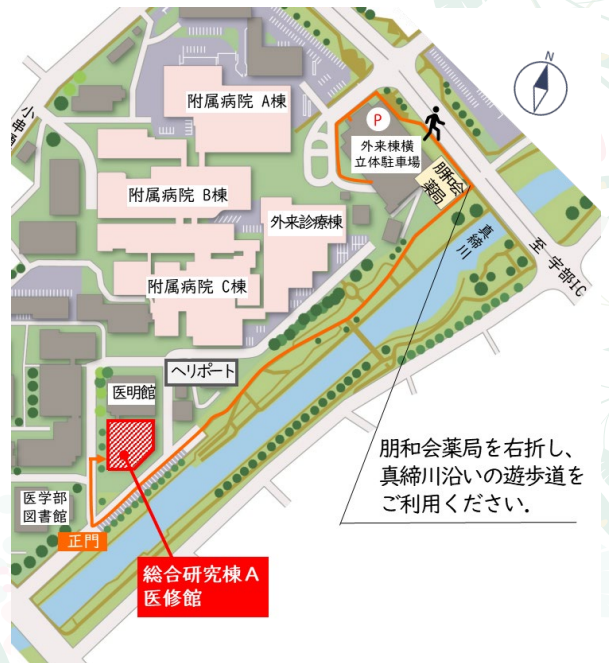 N
附属病院 A棟
P
外来棟横
立体駐車場
小串通
朋和会
薬局
附属病院 B棟
外来診療棟
真締川
至 宇部IC
附属病院 C棟
ヘリポート
医明館
朋和会薬局を右折し、
真締川沿いの遊歩道を
ご利用ください.
医学部
図書館
正門
総合研究棟A
医修館